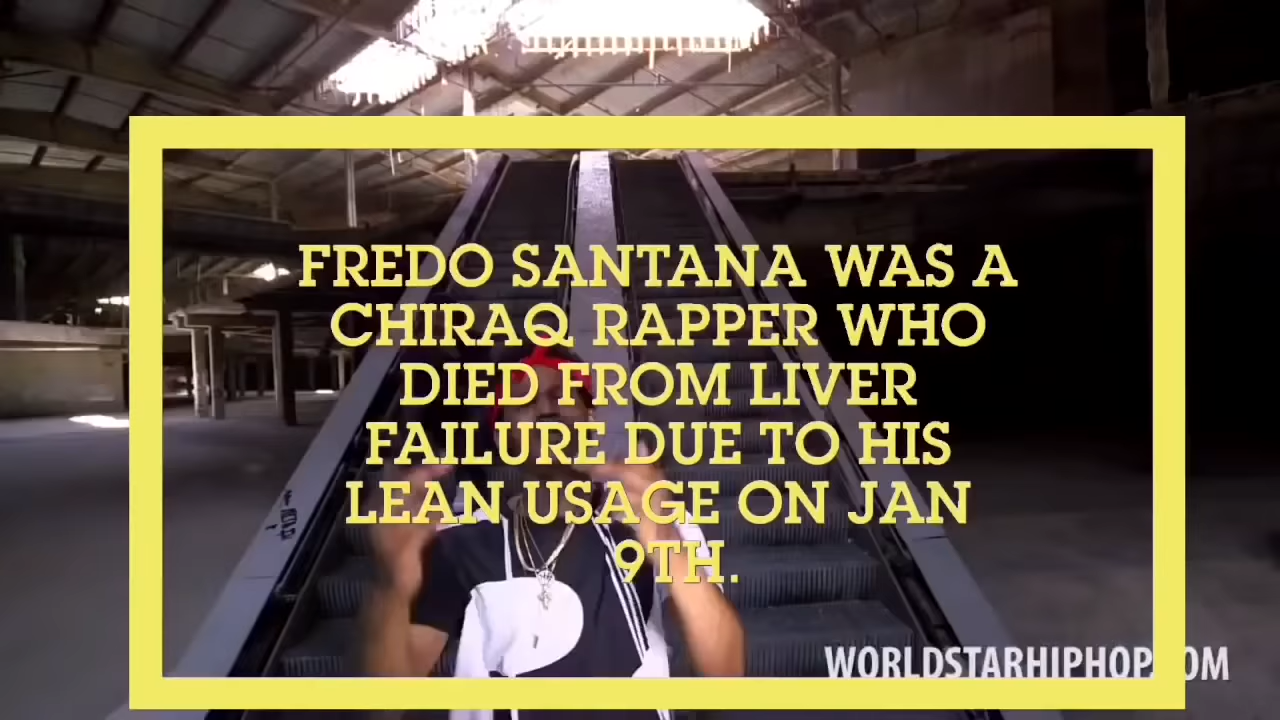 FREDO SANTANA WAS A
CHIRAQ RAPPER WHO
DIED FROM LIVER
FAILURE DUE TO HIS
LEAN USAGE ON JAN
9TH.
WORLDSTARHIPHOP.COM